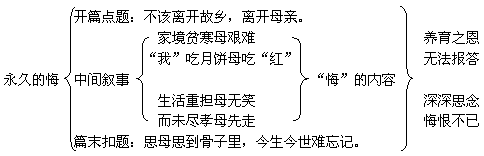 开篇点题：不该离开故乡，离开母亲。
家境贫寒母艰难
养育之恩
“我”吃月饼母吃“红”
无法报答
永久的悔
中间叙事
“悔”的内容
生活重担母无笑
深深思念
而未尽孝母先走
悔恨不已
篇末扣题：思母思到骨子里，今生今世难忘记。